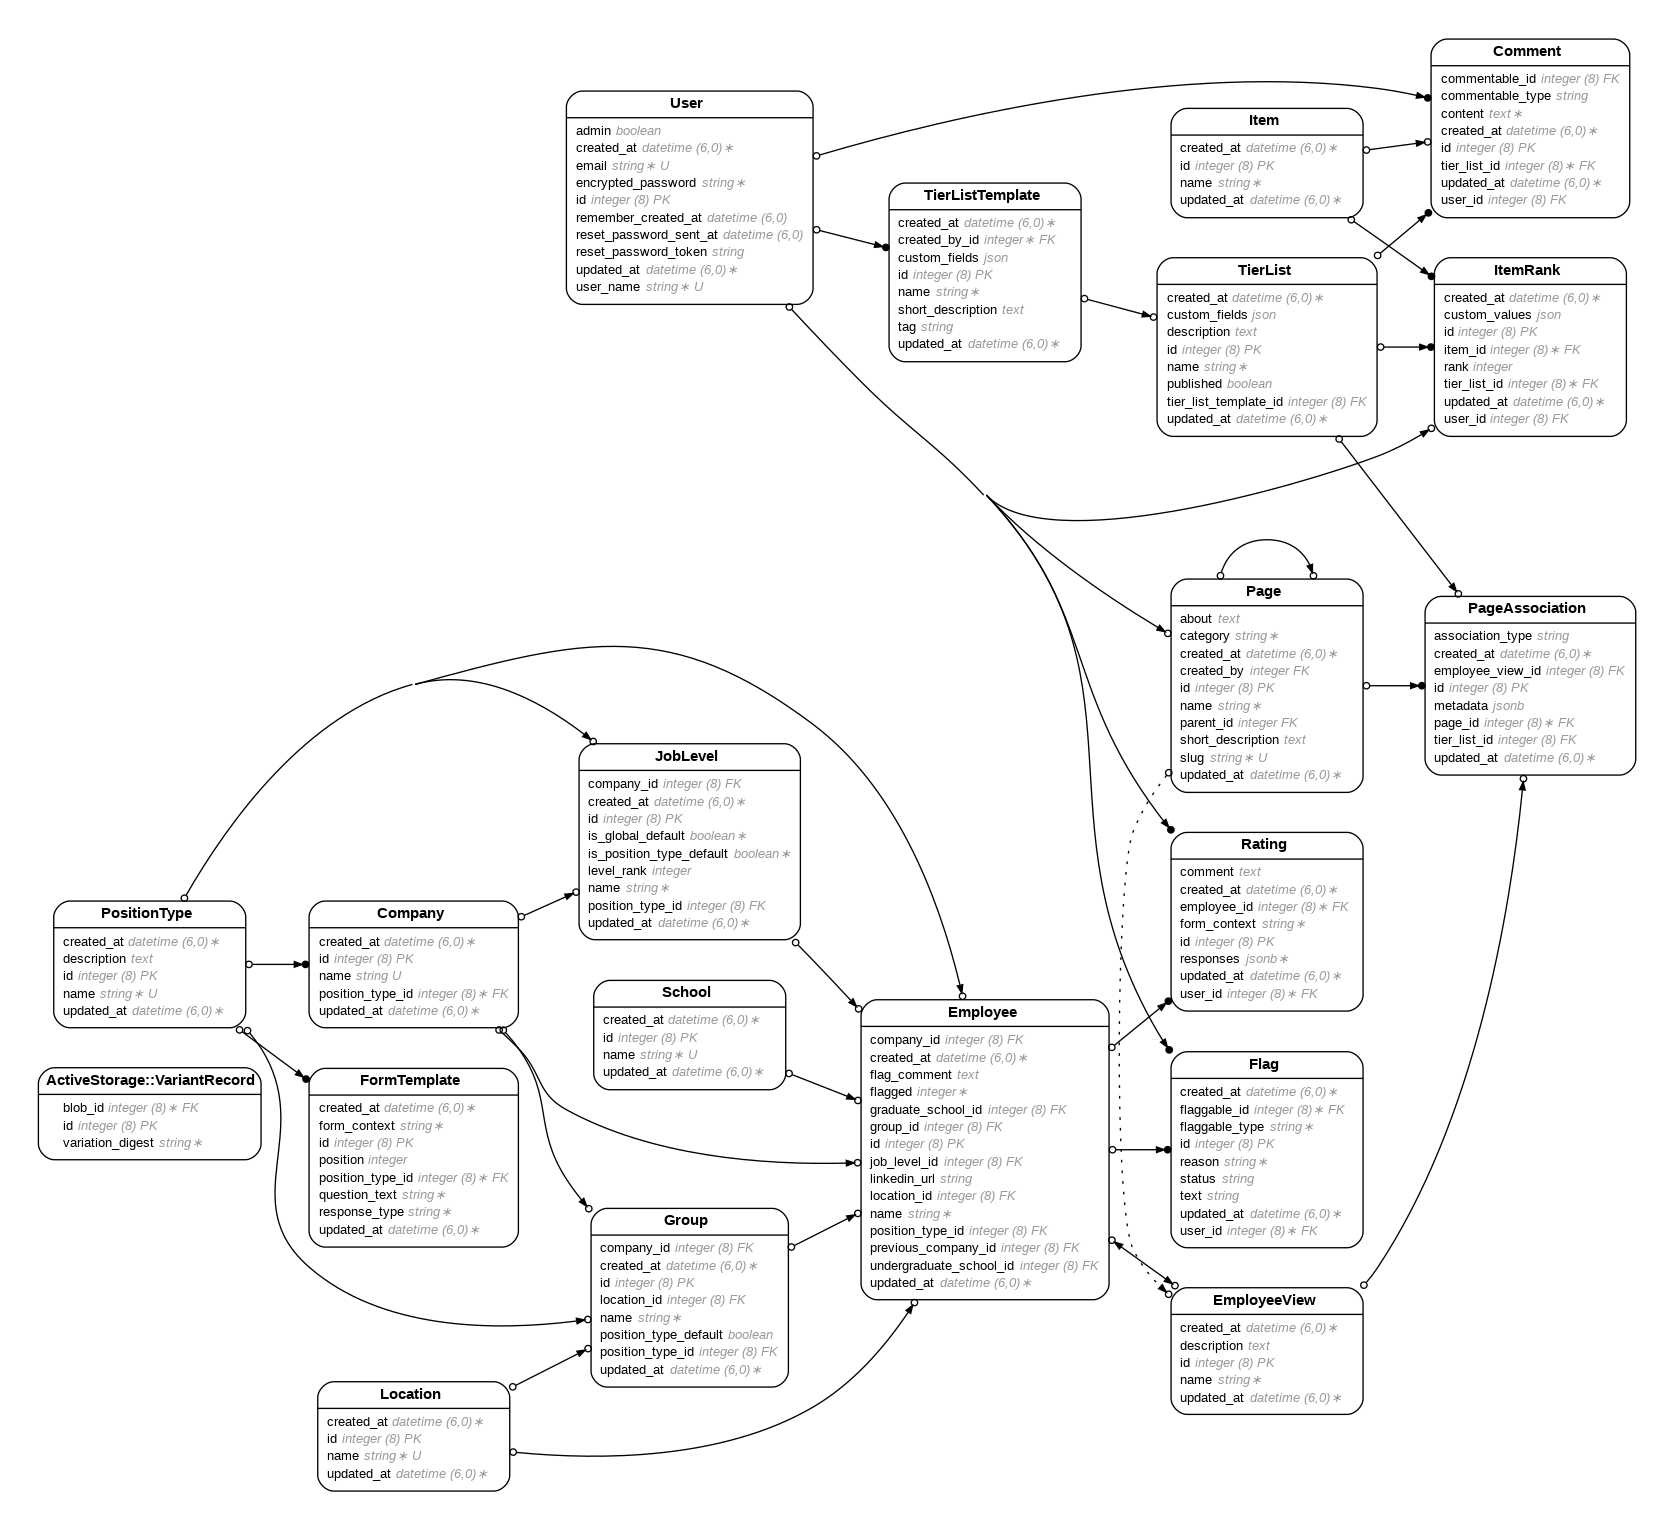 Comment
commentable_id integer (8) FK
commentable_type string
content text∗
created_at datetime (6,0)∗
id integer (8) PK
tier_list_id integer (8)∗ FK
updated_at datetime (6,0)∗
user_id integer (8) FK
User
admin boolean
created_at datetime (6,0)∗
email string∗ U
encrypted_password string∗
id integer (8) PK
remember_created_at datetime (6,0)
reset_password_sent_at datetime (6,0)
reset_password_token string
updated_at datetime (6,0)∗
user_name string∗ U
Item
created_at datetime (6,0)∗
id integer (8) PK
name string∗
updated_at datetime (6,0)∗
TierListTemplate
created_at datetime (6,0)∗
created_by_id integer∗ FK
custom_fields json
id integer (8) PK
name string∗
short_description text
tag string
updated_at datetime (6,0)∗
TierList
created_at datetime (6,0)∗
custom_fields json
description text
id integer (8) PK
name string∗
published boolean
tier_list_template_id integer (8) FK
updated_at datetime (6,0)∗
ItemRank
created_at datetime (6,0)∗
custom_values json
id integer (8) PK
item_id integer (8)∗ FK
rank integer
tier_list_id integer (8)∗ FK
updated_at datetime (6,0)∗
user_id integer (8) FK
Page
about text
category string∗
created_at datetime (6,0)∗
created_by integer FK
id integer (8) PK
name string∗
parent_id integer FK
short_description text
slug string∗ U
updated_at datetime (6,0)∗
PageAssociation
association_type string
created_at datetime (6,0)∗
employee_view_id integer (8) FK
id integer (8) PK
metadata jsonb
page_id integer (8)∗ FK
tier_list_id integer (8) FK
updated_at datetime (6,0)∗
JobLevel
company_id integer (8) FK
created_at datetime (6,0)∗
id integer (8) PK
is_global_default boolean∗
is_position_type_default boolean∗
level_rank integer
name string∗
position_type_id integer (8) FK
updated_at datetime (6,0)∗
Rating
comment text
created_at datetime (6,0)∗
employee_id integer (8)∗ FK
form_context string∗
id integer (8) PK
responses jsonb∗
updated_at datetime (6,0)∗
user_id integer (8)∗ FK
PositionType
created_at datetime (6,0)∗
description text
id integer (8) PK
name string∗ U
updated_at datetime (6,0)∗
Company
created_at datetime (6,0)∗
id integer (8) PK
name string U
position_type_id integer (8)∗ FK
updated_at datetime (6,0)∗
School
created_at datetime (6,0)∗
id integer (8) PK
name string∗ U
updated_at datetime (6,0)∗
Employee
company_id integer (8) FK
created_at datetime (6,0)∗
flag_comment text
flagged integer∗
graduate_school_id integer (8) FK
group_id integer (8) FK
id integer (8) PK
job_level_id integer (8) FK
linkedin_url string
location_id integer (8) FK
name string∗
position_type_id integer (8) FK
previous_company_id integer (8) FK
undergraduate_school_id integer (8) FK
updated_at datetime (6,0)∗
Flag
created_at datetime (6,0)∗
flaggable_id integer (8)∗ FK
flaggable_type string∗
id integer (8) PK
reason string∗
status string
text string
updated_at datetime (6,0)∗
user_id integer (8)∗ FK
ActiveStorage::VariantRecord
blob_id integer (8)∗ FK
id integer (8) PK
variation_digest string∗
FormTemplate
created_at datetime (6,0)∗
form_context string∗
id integer (8) PK
position integer
position_type_id integer (8)∗ FK
question_text string∗
response_type string∗
updated_at datetime (6,0)∗
Group
company_id integer (8) FK
created_at datetime (6,0)∗
id integer (8) PK
location_id integer (8) FK
name string∗
position_type_default boolean
position_type_id integer (8) FK
updated_at datetime (6,0)∗
EmployeeView
created_at datetime (6,0)∗
description text
id integer (8) PK
name string∗
updated_at datetime (6,0)∗
Location
created_at datetime (6,0)∗
id integer (8) PK
name string∗ U
updated_at datetime (6,0)∗